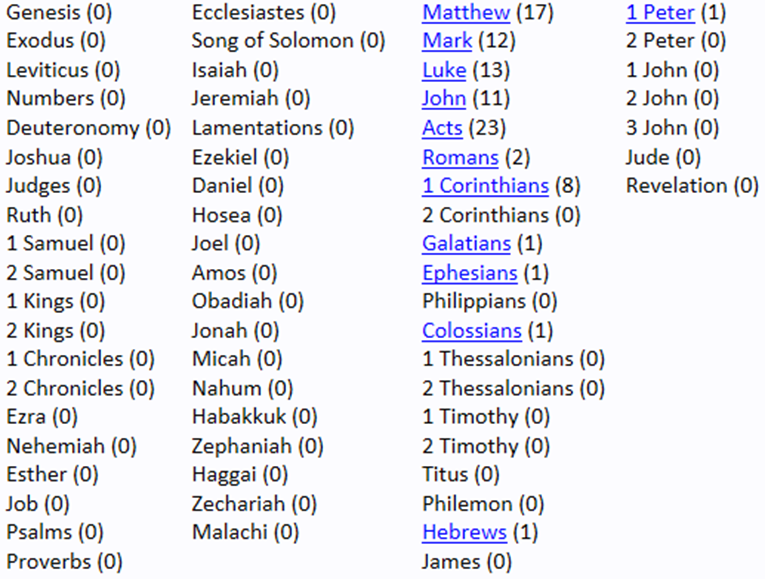 Genesis (0)
Exodus (0)
Leviticus (0)
Numbers (0)
Deuteronomy (0)
Joshua (0)
Judges (0)
Ruth (0)
1 Samuel (0)
2 Samuel (0)
1 Kings (0)
2 Kings (0)
1 Chronicles (0)
2 Chronicles (0)
Ezra (0)
Nehemiah (0)
Esther (0)
Job (0)
Psalms (0)
Proverbs (0)
Ecclesiastes (0)
Song of Solomon (0)
Isaiah (0)
Jeremiah (0)
Lamentations (0)
Ezekiel (0)
Daniel (0)
Hosea (0)
Joel (0)
Amos (0)
Obadiah (0)
Jonah (0)
Micah (0)
Nahum (0)
Habakkuk (0)
Zephaniah (0)
Haggai (0)
Zechariah (0)
Malachi (0)
Matthew (17)
Mark (12)
Luke (13)
John (11)
Acts (23)
Romans (2)
1 Corinthians (8)
2 Corinthians (0)
Galatians (1)
Ephesians (1)
Philippians (0)
Colossians (1)
1 Thessalonians (0)
2 Thessalonians (0)
1 Timothy (0)
2 Timothy (0)
Titus (0)
Philemon (0)
Hebrews (1)
James (0)
1 Peter (1)
2 Peter (0)
1 John (0)
2 John (0)
3 John (0)
Jude (0)
Revelation (0)